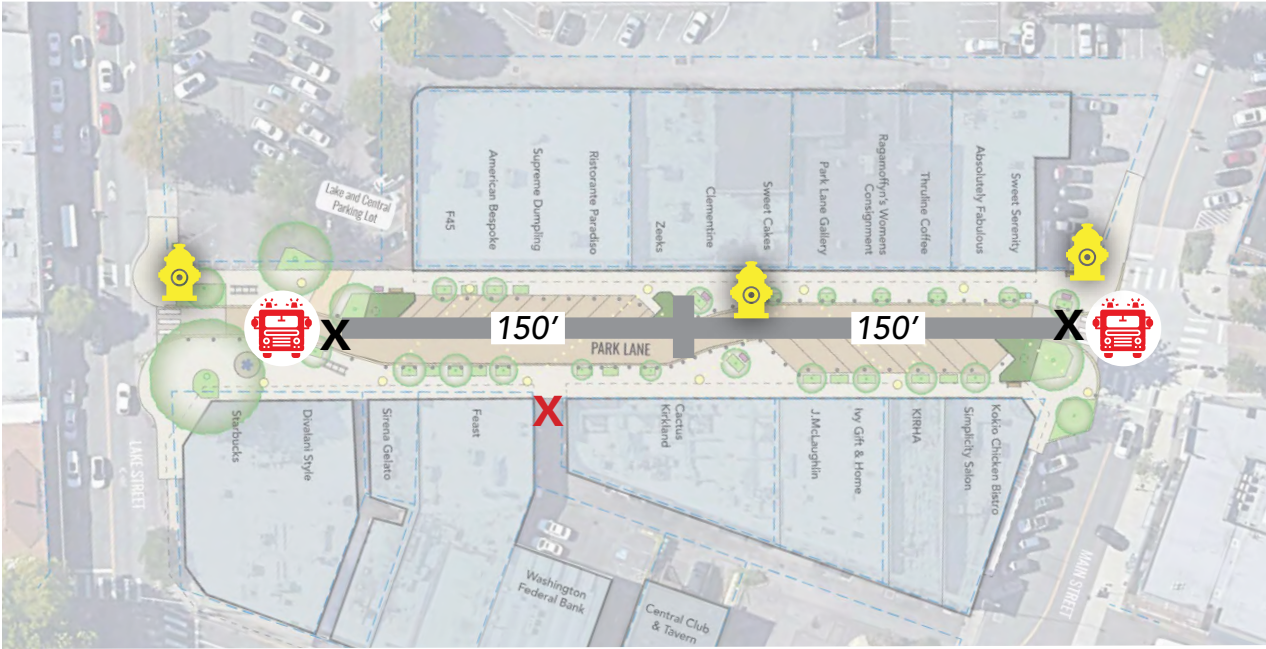 Lake and Central
Parking Lot
F45
American Bespoke
Supreme Dumpling
Ristorante Paradiso
Zeeks
Clementine
Sweet Cakes
Park Lane Gallery
Ragamoffyn's Womens
Consignment
Thruline Coffee
Absolutely Fabulous
Sweet Serenity
X
150’
150’
X
PARK LANE
X
Starbucks
Divalani Style
Sirena Gelato
Feast
Cactus
Kirkland
J.McLaughlin
Ivy Gift & Home
KIRHA
Simplicity Salon
Kokio Chicken Bistro
LAKE STREET
MAIN STREET
Washington
Federal Bank
Central Club
& Tavern